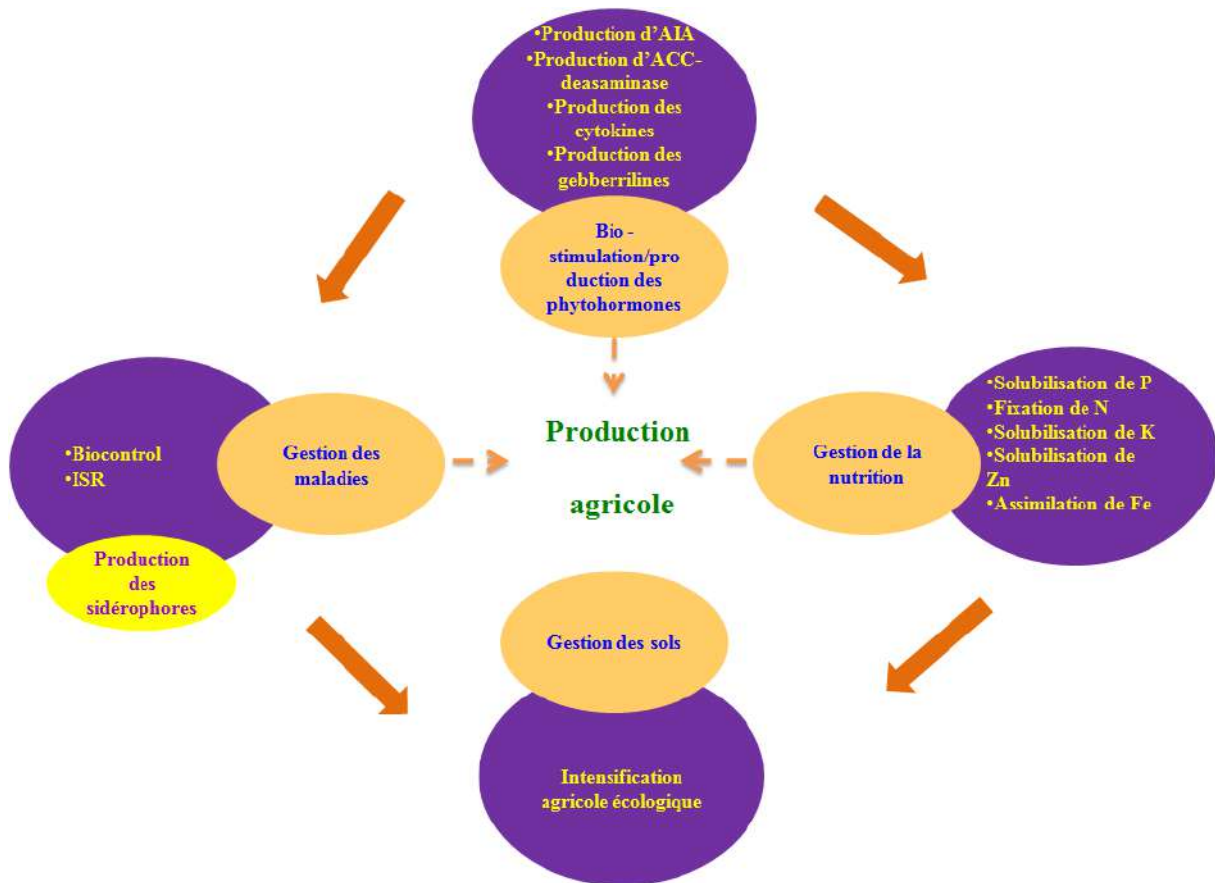 •Production d'AIA
•Production d'ACC-
deasaminase
•Production des
cytokines
•Production des
gebberrilines
Bio -
stimulation/pro
duction des
phytohormones
•Biocontrol
•ISR
Gestion des
maladies
Production
des
sidérophores
Production
agricole
Gestion de la
nutrition
•Solubilisation de P
•Fixation de N
•Solubilisation de K
•Solubilisation de
Zn
•Assimilation de Fe
Gestion des sols
Intensification
agricole écologique